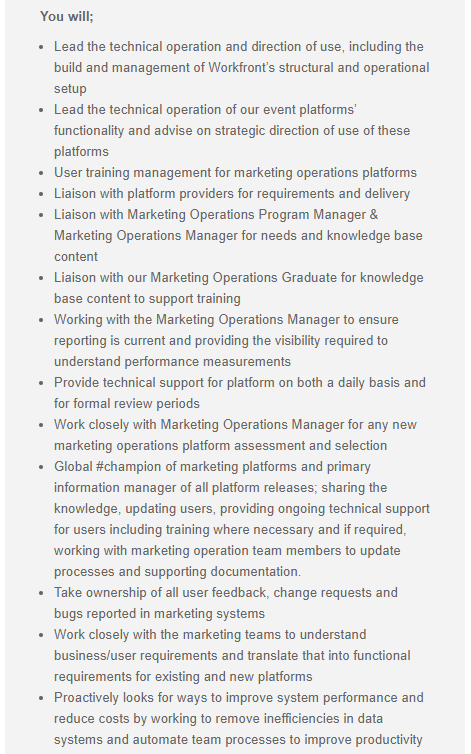 You will;
• Lead the technical operation and direction of use, including the
build and management of Workfront's structural and operational
setup
• Lead the technical operation of our event platforms'
functionality and advise on strategic direction of use of these
platforms
• User training management for marketing operations platforms
• Liaison with platform providers for requirements and delivery
• Liaison with Marketing Operations Program Manager &
Marketing Operations Manager for needs and knowledge base
content
• Liaison with our Marketing Operations Graduate for knowledge
base content to support training
• Working with the Marketing Operations Manager to ensure
reporting is current and providing the visibility required to
understand performance measurements
• Provide technical support for platform on both a daily basis and
for formal review periods
• Work closely with Marketing Operations Manager for any new
marketing operations platform assessment and selection
• Global #champion of marketing platforms and primary
information manager of all platform releases; sharing the
knowledge, updating users, providing ongoing technical support
for users including training where necessary and if required,
working with marketing operation team members to update
processes and supporting documentation.
• Take ownership of all user feedback, change requests and
bugs reported in marketing systems
• Work closely with the marketing teams to understand
business/user requirements and translate that into functional
requirements for existing and new platforms
• Proactively looks for ways to improve system performance and
reduce costs by working to remove inefficiencies in data
systems and automate team processes to improve productivity